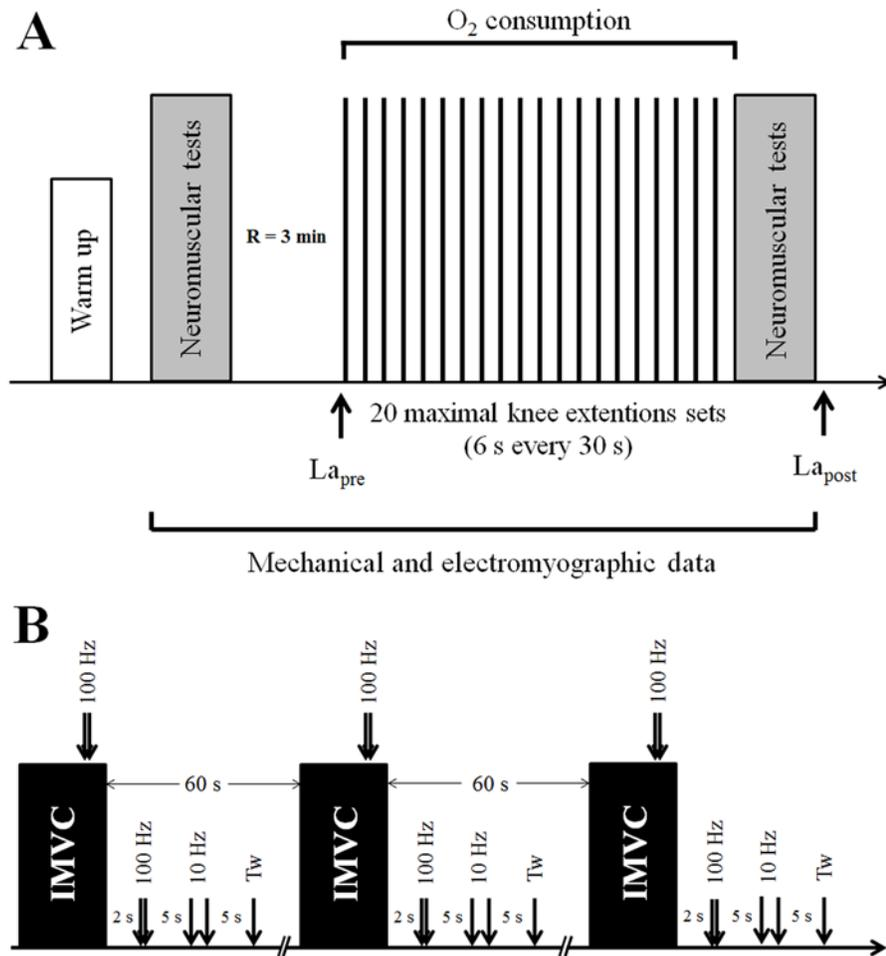 A
O2 consumption
Warm up
Neuromuscular tests
R = 3 min
Neuromuscular tests
20 maximal knee extentions sets
(6 s every 30 s)
Lapre
Lapost
Mechanical and electromyographic data
B
100 Hz
100 Hz
100 Hz
IMVC
60 s
IMVC
60 s
IMVC
2 s
100 Hz
5 s
10 Hz
5 s
Tw
2 s
100 Hz
5 s
10 Hz
5 s
Tw
2 s
100 Hz
5 s
10 Hz
5 s
Tw